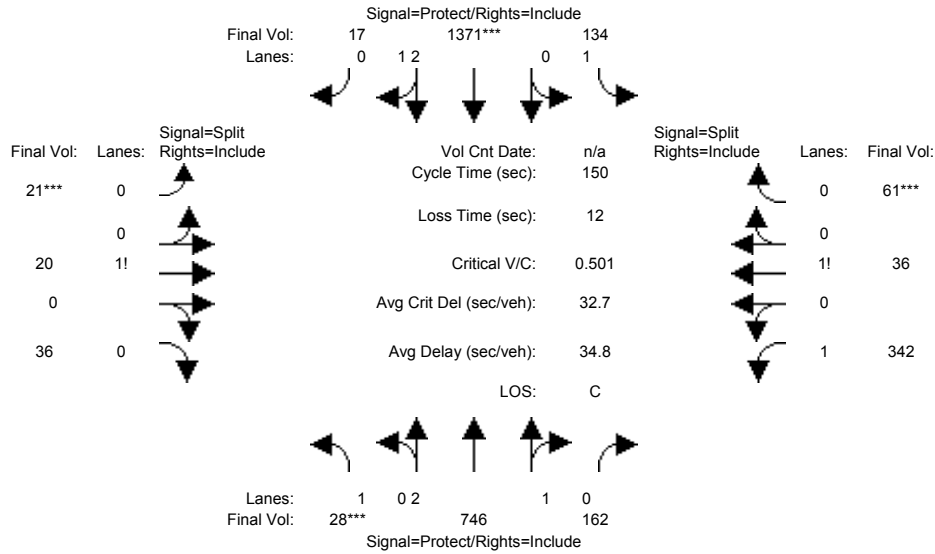 Signal=Protect/Rights=Include
Final Vol: 17 1371*** 134
Lanes: 0 1 2 0 1
Signal=Split Signal=Split
Final Vol: Lanes: Rights=Include Vol Cnt Date: n/a Rights=Include Lanes: Final Vol:
Cycle Time (sec): 150
21*** 0 0 61***
Loss Time (sec): 12
0 0
20 1! Critical V/C: 0.501 1! 36
0 0 Avg Crit Del (sec/veh): 32.7 0
36 0 Avg Delay (sec/veh): 34.8 1 342
LOS: C
Lanes: 1 0 2 1 0
Final Vol: 28*** 746 162
Signal=Protect/Rights=Include